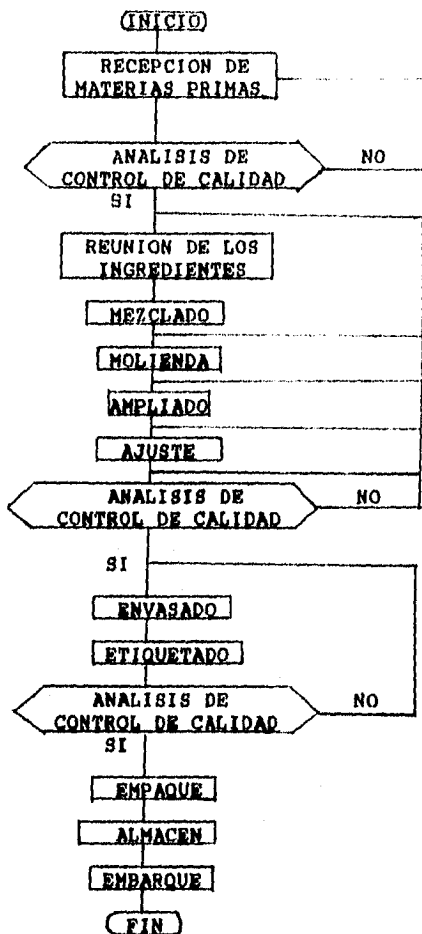 INICIO
RECEPCION DE
MATERIAS PRIMAS
ANALISIS DE
CONTROL DE CALIDAD
NO
SI
REUNION DE LOS
INGREDIENTES
MEZCLADO
MOLIENDA
AMPLIADO
AJUSTE
ANALISIS DE
CONTROL DE CALIDAD
NO
SI
ENVASADO
ETIQUETADO
ANALISIS DE
CONTROL DE CALIDAD
NO
SI
EMPAQUE
ALMACEN
EMBARQUE
FIN